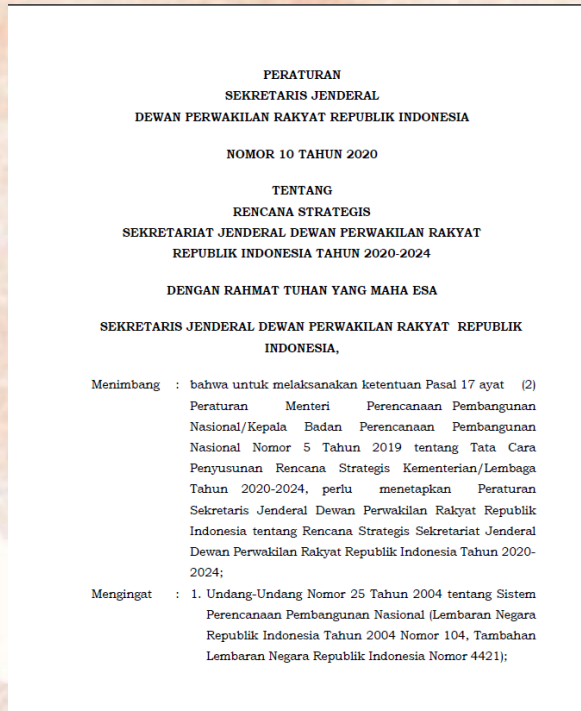 PERATURAN
SEKRETARIS JENDERAL
DEWAN PERWAKILAN RAKYAT REPUBLIK INDONESIA
NOMOR 10 TAHUN 2020
TENTANG
RENCANA STRATEGIS
SEKRETARIAT JENDERAL DEWAN PERWAKILAN RAKYAT
REPUBLIK INDONESIA TAHUN 2020-2024
DENGAN RAHMAT TUHAN YANG MAHA ESA
SEKRETARIS JENDERAL DEWAN PERWAKILAN RAKYAT REPUBLIK
INDONESIA,
Menimbang : bahwa untuk melaksanakan ketentuan Pasal 17 ayat (2)
Peraturan Menteri Perencanaan Pembangunan
Nasional/Kepala Badan Perencanaan Pembangunan
Nasional Nomor 5 Tahun 2019 tentang Tata Cara
Penyusunan Rencana Strategis Kementerian/Lembaga
Tahun 2020-2024, perlu menetapkan Peraturan
Sekretaris Jenderal Dewan Perwakilan Rakyat Republik
Indonesia tentang Rencana Strategis Sekretariat Jenderal
Dewan Perwakilan Rakyat Republik Indonesia Tahun 2020-
2024;
Mengingat : 1. Undang-Undang Nomor 25 Tahun 2004 tentang Sistem
Perencanaan Pembangunan Nasional (Lembaran Negara
Republik Indonesia Tahun 2004 Nomor 104, Tambahan
Lembaran Negara Republik Indonesia Nomor 4421);